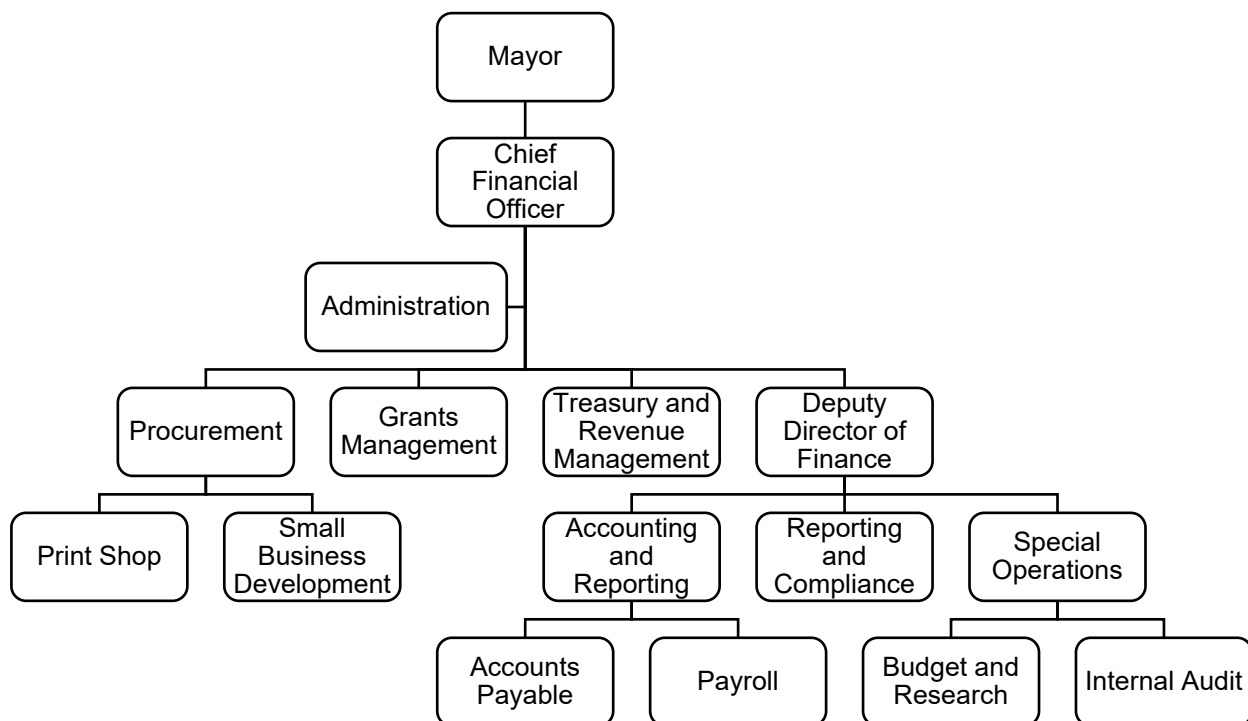 Mayor
Chief
Financial
Officer
Administration
Procurement
Grants
Management
Treasury and
Revenue
Management
Deputy
Director of
Finance
Print Shop
Small
Business
Development
Accounting
and
Reporting
Reporting
and
Compliance
Special
Operations
Accounts
Payable
Payroll
Budget and
Research
Internal Audit